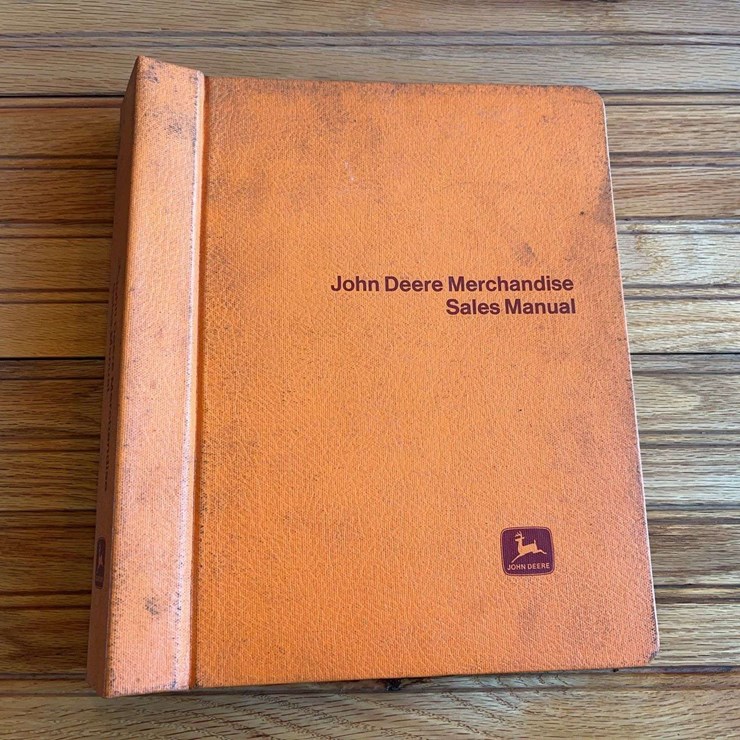 John Deere Merchandise
Sales Manual
JOHN DEERE